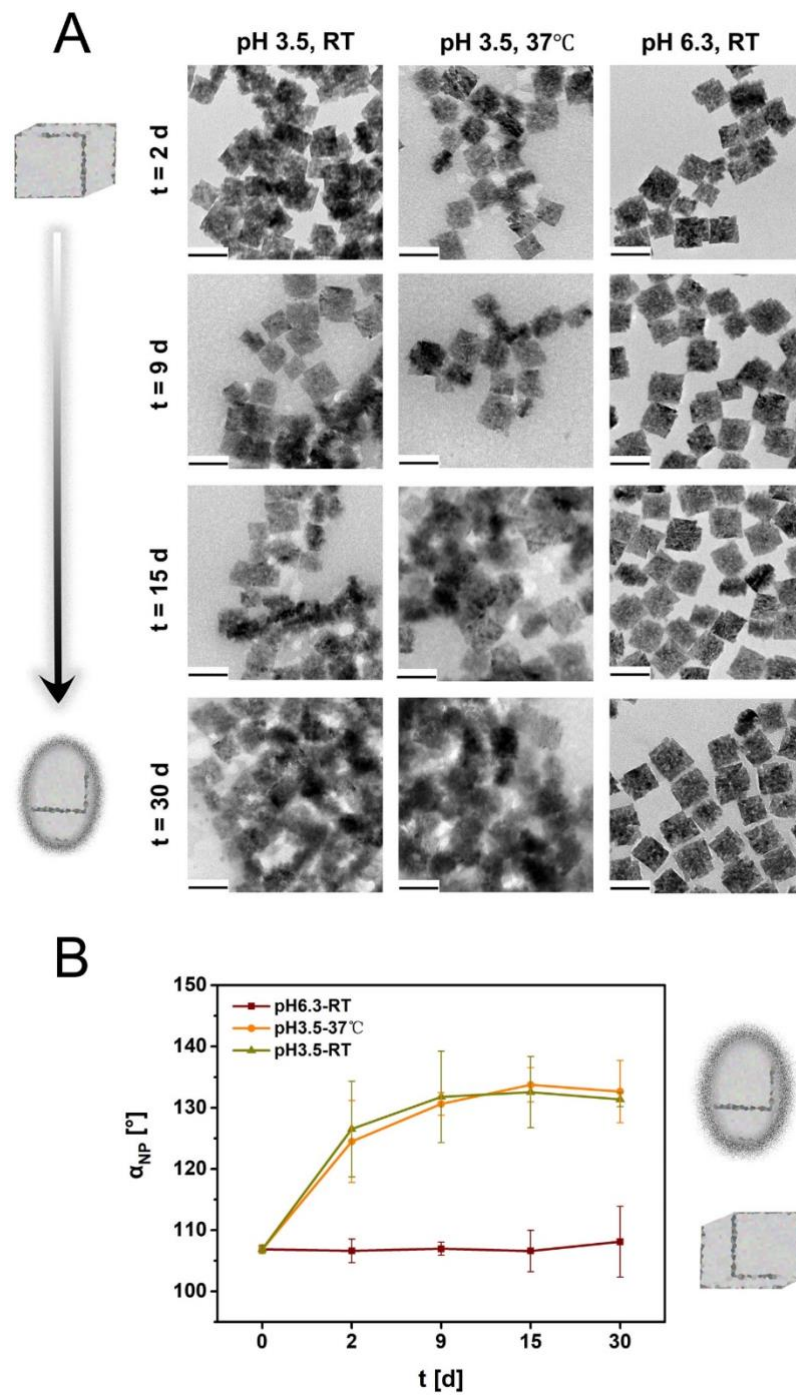 A
pH 3.5, RT
pH 3.5, 37℃
pH 6.3, RT
t = 2 d
t = 9 d
t = 15 d
t = 30 d
B
150
140
130
120
110
100
α_NP [°]
pH6.3-RT
pH3.5-37℃
pH3.5-RT
0
2
9
15
30
t [d]